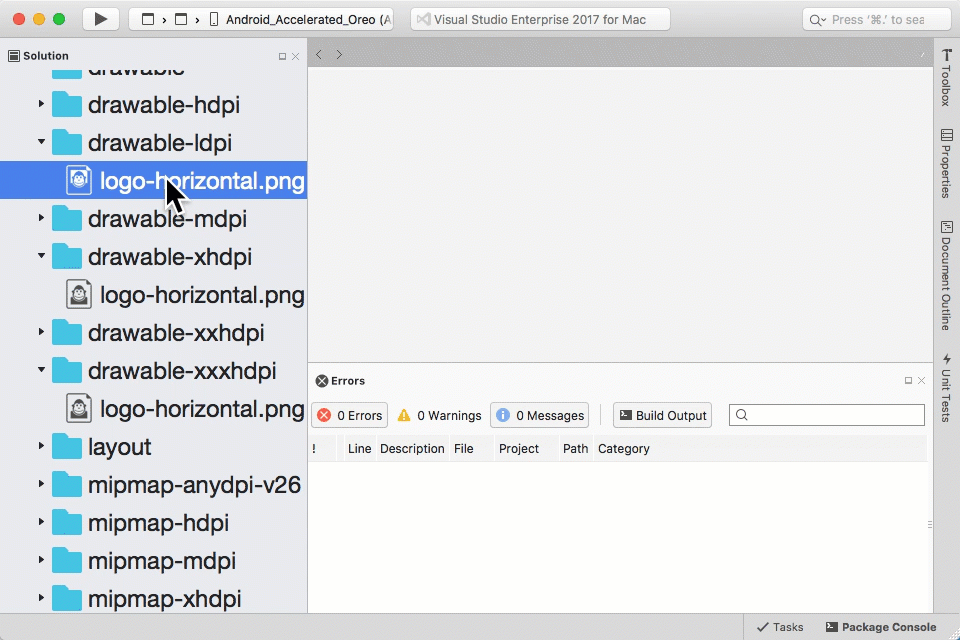 Android_Accelerated_Oreo (A
Visual Studio Enterprise 2017 for Mac
Press ‘⌘.’ to sea
Solution
drawable
drawable-hdpi
drawable-ldpi
logo-horizontal.png
drawable-mdpi
drawable-xhdpi
logo-horizontal.png
drawable-xxhdpi
drawable-xxxhdpi
logo-horizontal.png
layout
mipmap-anydpi-v26
mipmap-hdpi
mipmap-mdpi
mipmap-xhdpi
Errors
0 Errors
0 Warnings
0 Messages
Build Output
! Line Description File Project Path Category
Toolbox
Properties
Document Outline
Unit Tests
Tasks
Package Console